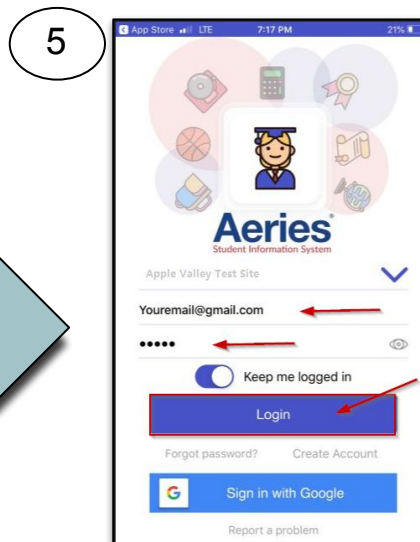 5
App Store LTE 7:17 PM 21%
Aeries
Student Information System
Apple Valley Test Site
Youremail@gmail.com
•••••
Keep me logged in
Login
Forgot password? Create Account
G Sign in with Google
Report a problem